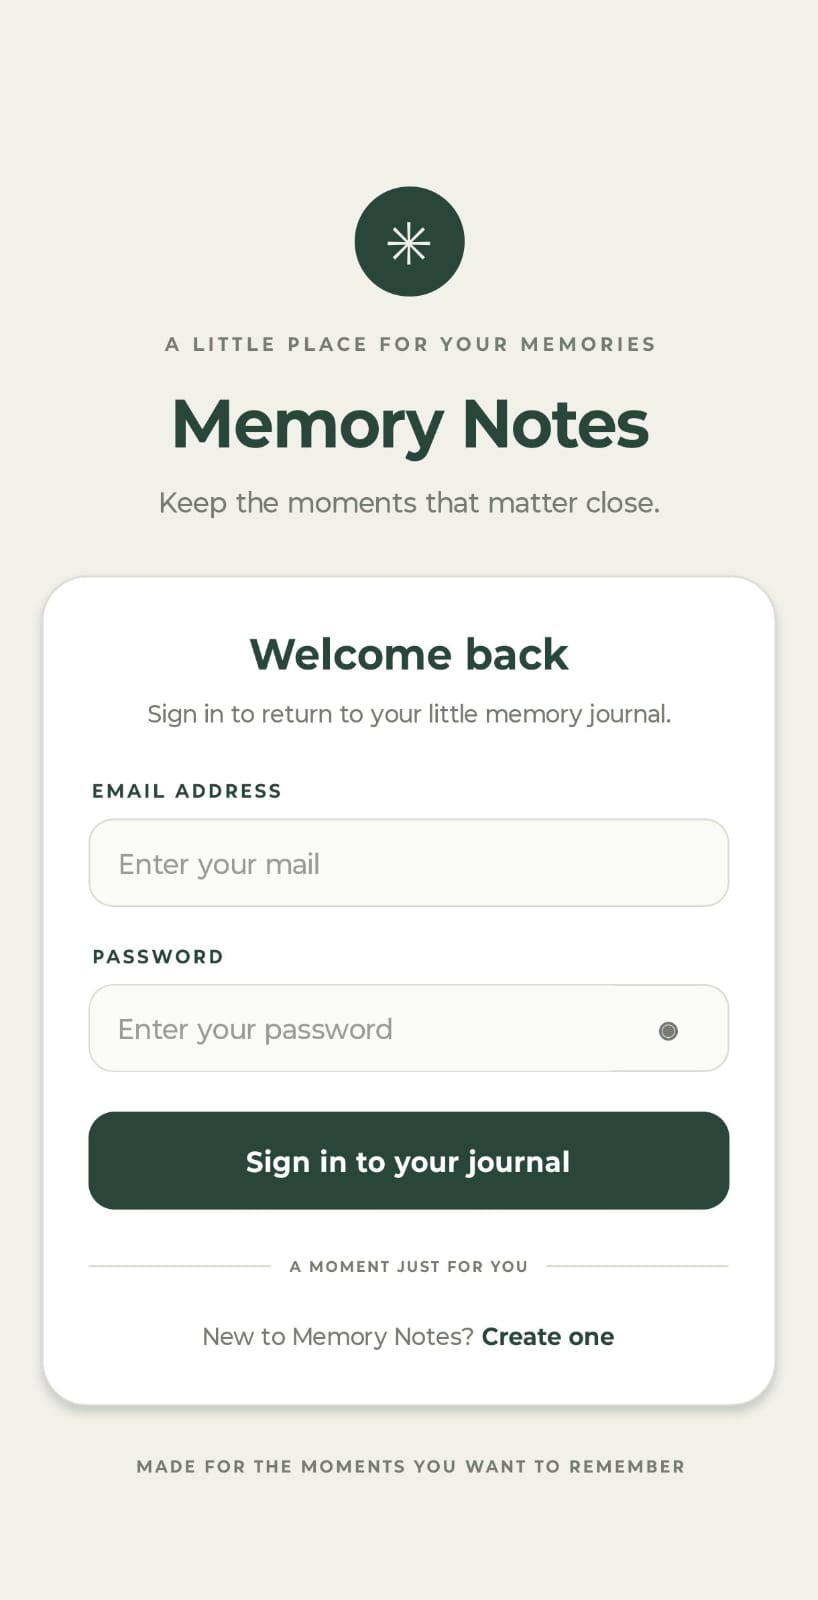 A LITTLE PLACE FOR YOUR MEMORIES
Memory Notes
Keep the moments that matter close.
Welcome back
Sign in to return to your little memory journal.
EMAIL ADDRESS
Enter your mail
PASSWORD
Enter your password
Sign in to your journal
A MOMENT JUST FOR YOU
New to Memory Notes? Create one
MADE FOR THE MOMENTS YOU WANT TO REMEMBER